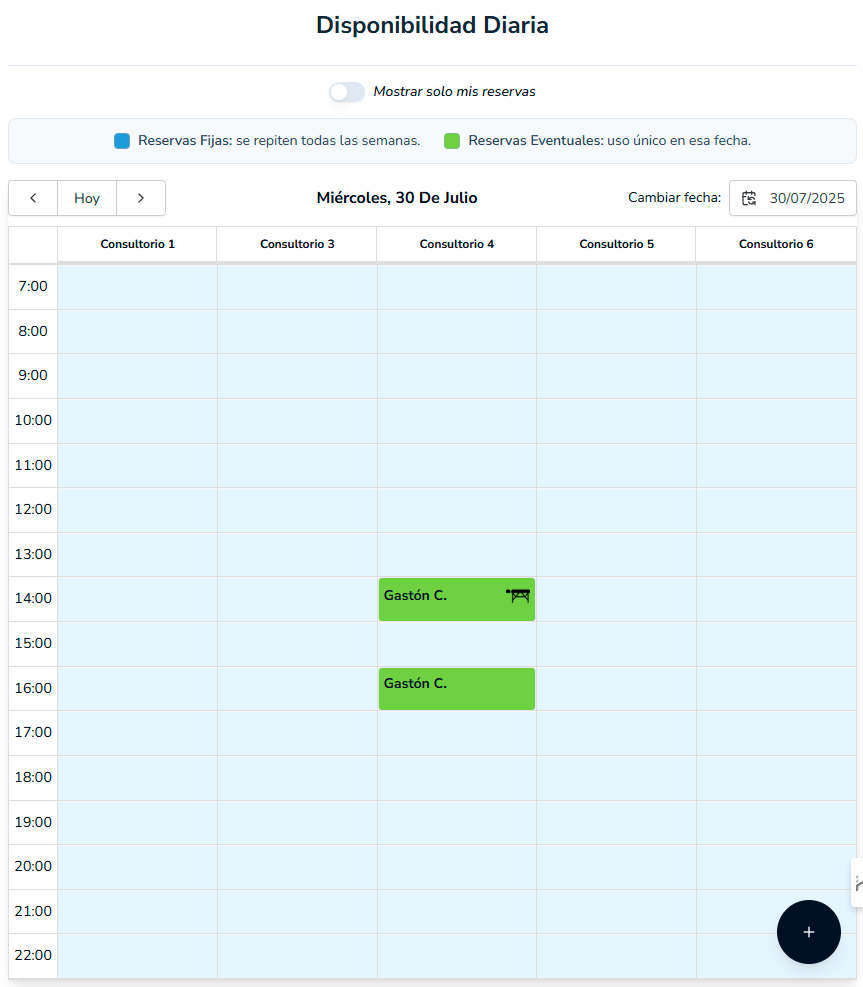 Disponibilidad Diaria
Mostrar solo mis reservas
Reservas Fijas: se repiten todas las semanas. Reservas Eventuales: uso único en esa fecha.
Hoy Miércoles, 30 De Julio Cambiar fecha: 30/07/2025
Consultorio 1 Consultorio 3 Consultorio 4 Consultorio 5 Consultorio 6
7:00
8:00
9:00
10:00
11:00
12:00
13:00
14:00 Gastón C.
15:00
16:00 Gastón C.
17:00
18:00
19:00
20:00
21:00
22:00